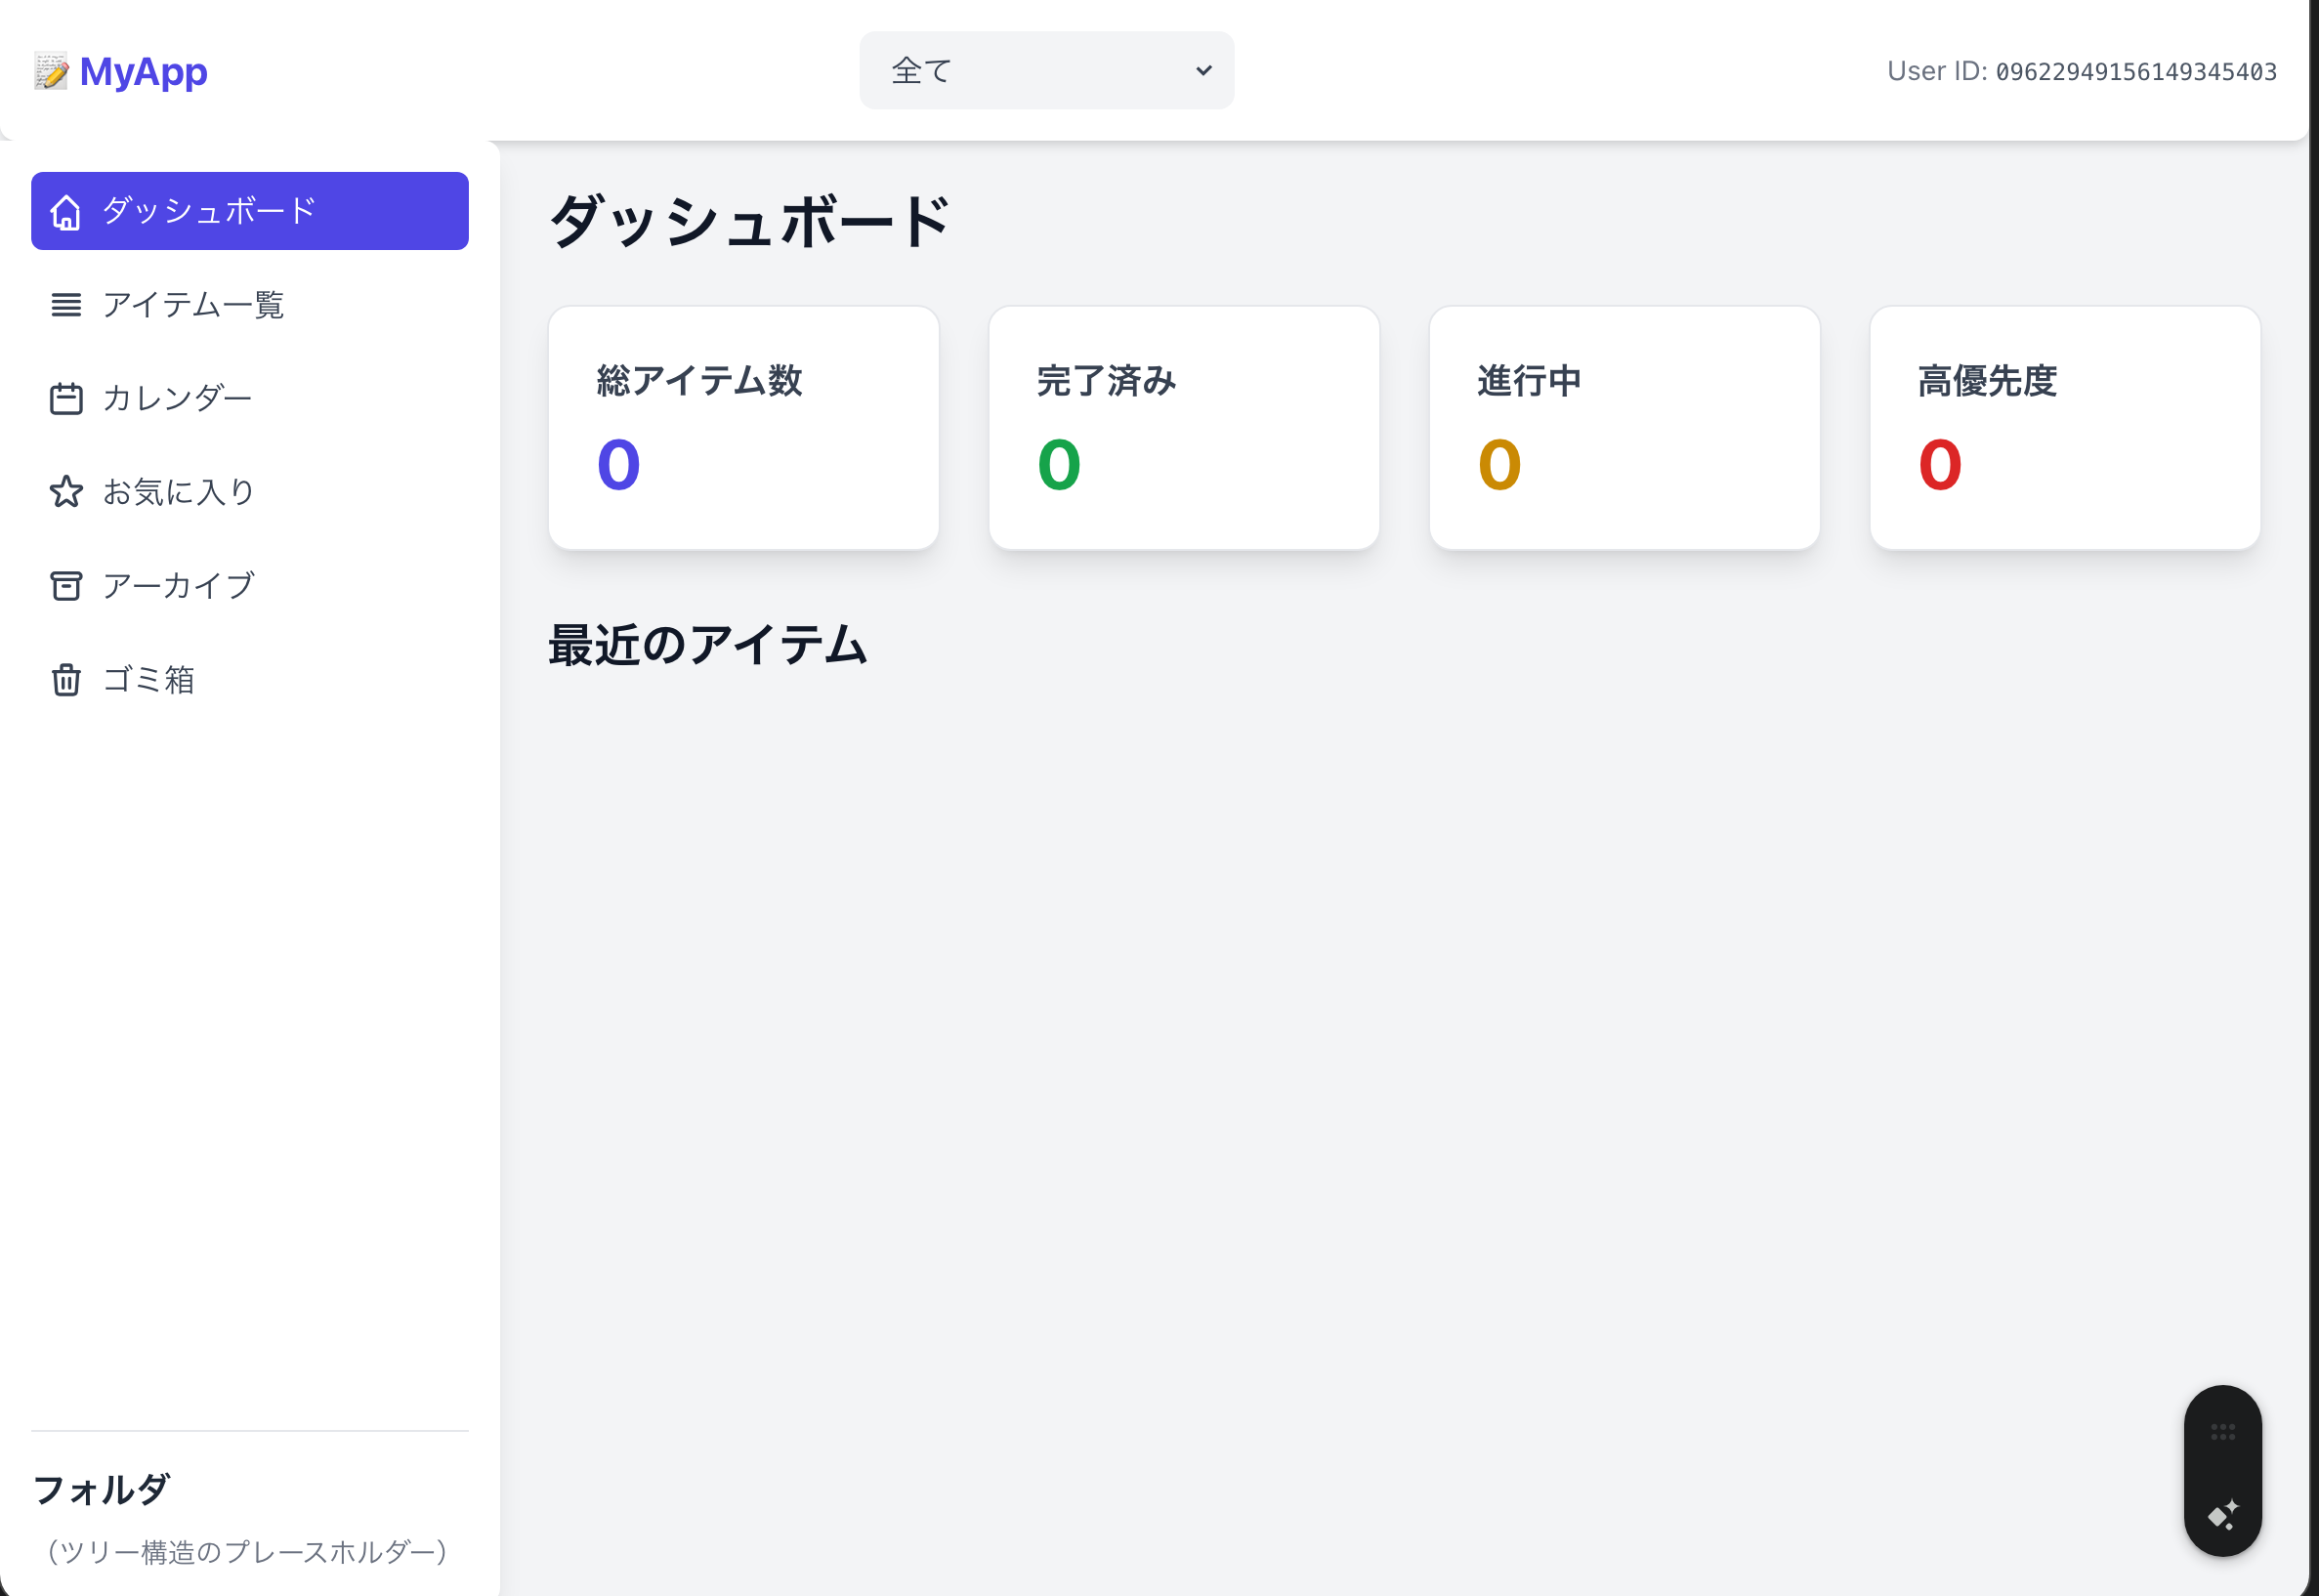 MyApp
全て
User ID: 09622949156149345403
ダッシュボード
アイテム一覧
カレンダー
お気に入り
アーカイブ
ゴミ箱
フォルダ
（ツリー構造のプレースホルダー）
ダッシュボード
総アイテム数
0
完了済み
0
進行中
0
高優先度
0
最近のアイテム